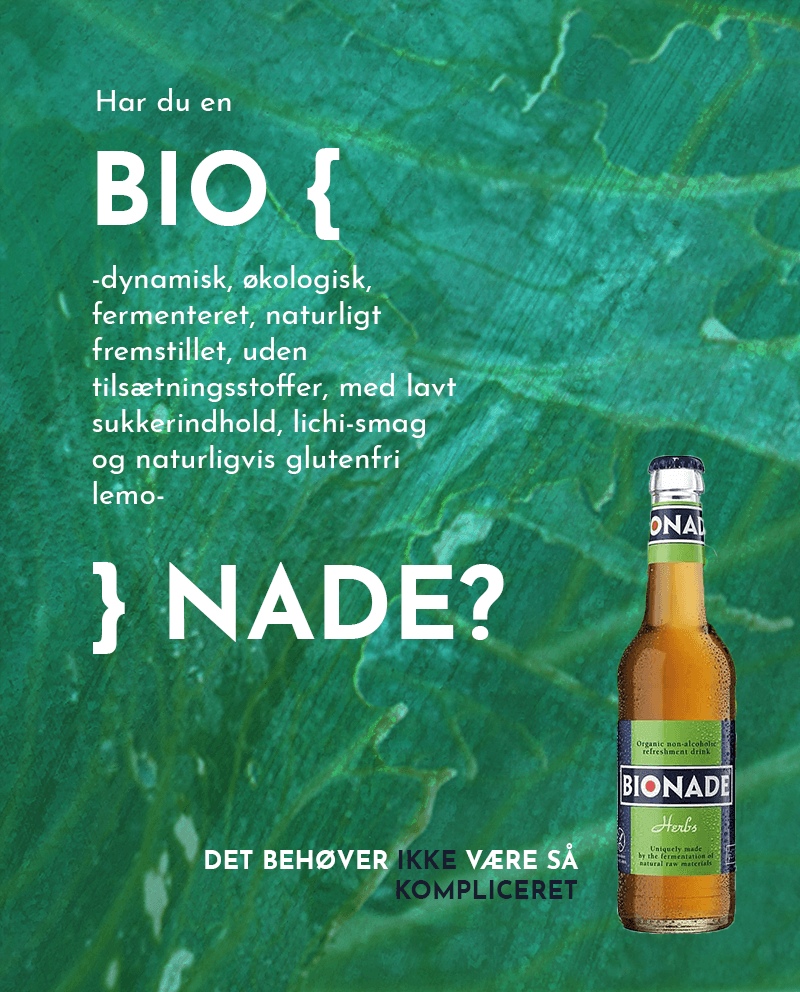 Har du en
BIO {
-dynamisk, økologisk,
fermenteret, naturligt
fremstillet, uden
tilsætningsstoffer, med lavt
sukkerindhold, lichi-smag
og naturligvis glutenfri
lemo-
} NADE?
ONAD
Organic non-alcoholic
refreshment drink
BIONADE
Herbs
Uniquely made
by the fermentation of
natural raw materials
DET BEHØVER IKKE VÆRE SÅ
KOMPLICERET